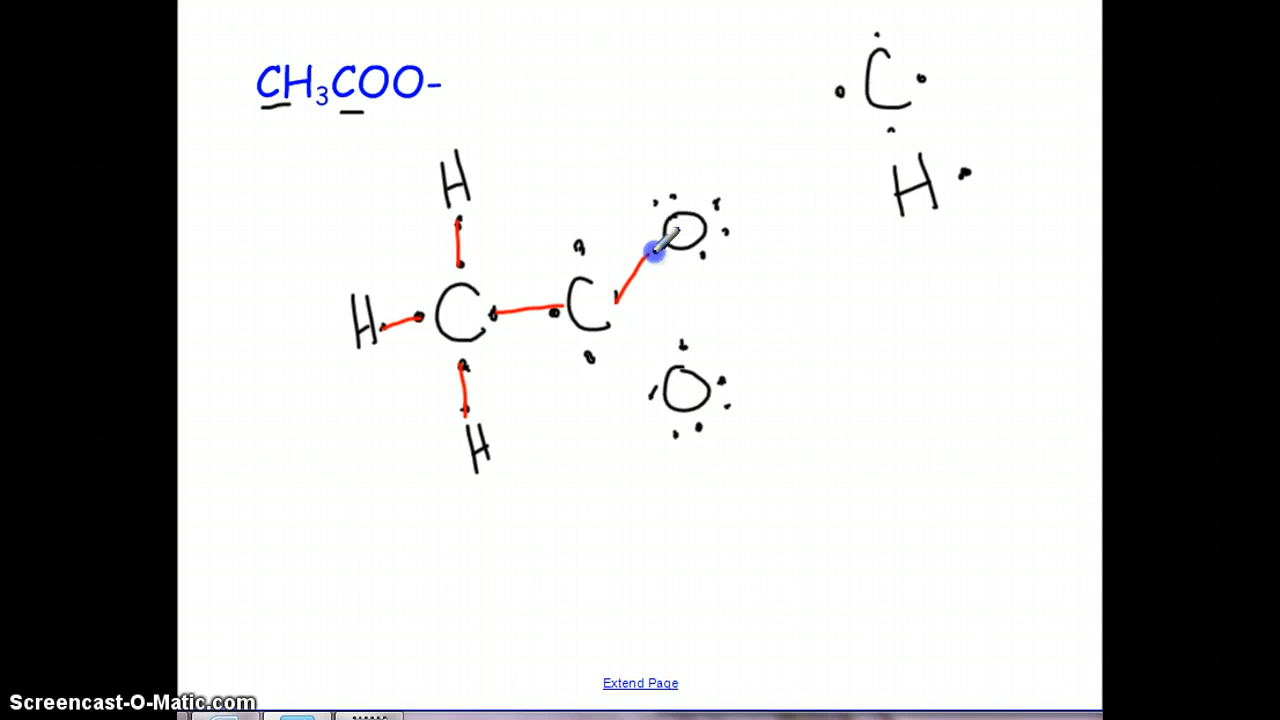 CH₃COO-
C
H
H
O
H C C
O
H
Extend Page
Screencast-O-Matic.com